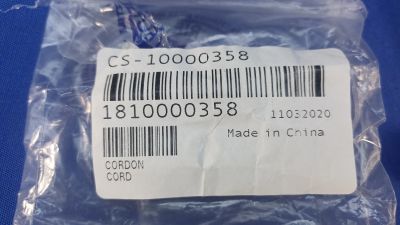 CS-10000358
1810000358 11032020
Made in China
CORDON
CORD